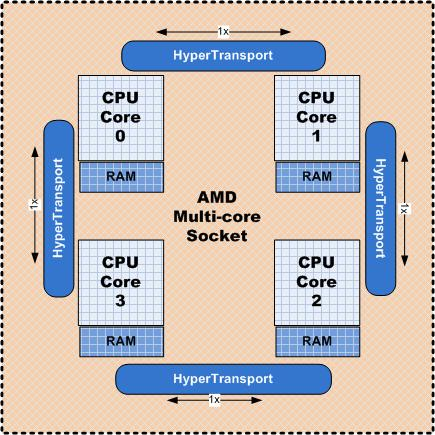 1x
HyperTransport
CPU
Core
0
CPU
Core
1
RAM
RAM
1x
HyperTransport
HyperTransport
1x
AMD
Multi-core
Socket
CPU
Core
3
CPU
Core
2
RAM
RAM
HyperTransport
1x